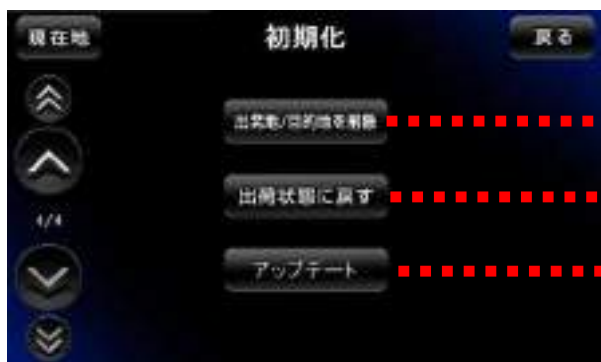 現在地
初期化
戻る
出発地/目的地を削除
出荷状態に戻す
4/4
アップデート